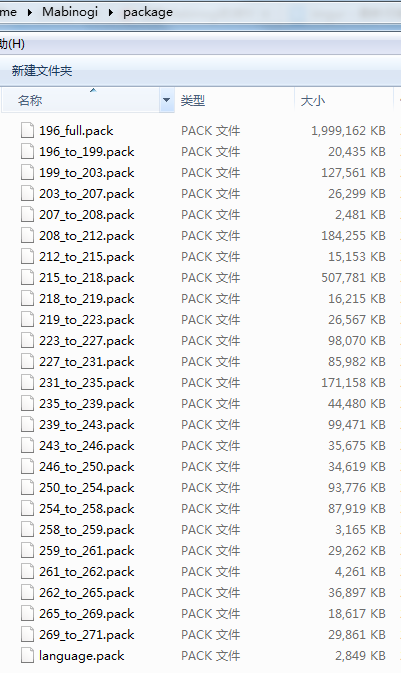 me ▸ Mabinogi ▸ package
助(H)
新建文件夹
名称 类型 大小
196_full.pack PACK 文件 1,999,162 KB
196_to_199.pack PACK 文件 20,435 KB
199_to_203.pack PACK 文件 127,561 KB
203_to_207.pack PACK 文件 26,299 KB
207_to_208.pack PACK 文件 2,481 KB
208_to_212.pack PACK 文件 184,255 KB
212_to_215.pack PACK 文件 15,153 KB
215_to_218.pack PACK 文件 507,781 KB
218_to_219.pack PACK 文件 16,215 KB
219_to_223.pack PACK 文件 26,567 KB
223_to_227.pack PACK 文件 98,070 KB
227_to_231.pack PACK 文件 85,982 KB
231_to_235.pack PACK 文件 171,158 KB
235_to_239.pack PACK 文件 44,480 KB
239_to_243.pack PACK 文件 99,471 KB
243_to_246.pack PACK 文件 35,675 KB
246_to_250.pack PACK 文件 34,619 KB
250_to_254.pack PACK 文件 93,776 KB
254_to_258.pack PACK 文件 87,919 KB
258_to_259.pack PACK 文件 3,165 KB
259_to_261.pack PACK 文件 29,262 KB
261_to_262.pack PACK 文件 4,261 KB
262_to_265.pack PACK 文件 36,897 KB
265_to_269.pack PACK 文件 18,617 KB
269_to_271.pack PACK 文件 29,861 KB
language.pack PACK 文件 2,849 KB